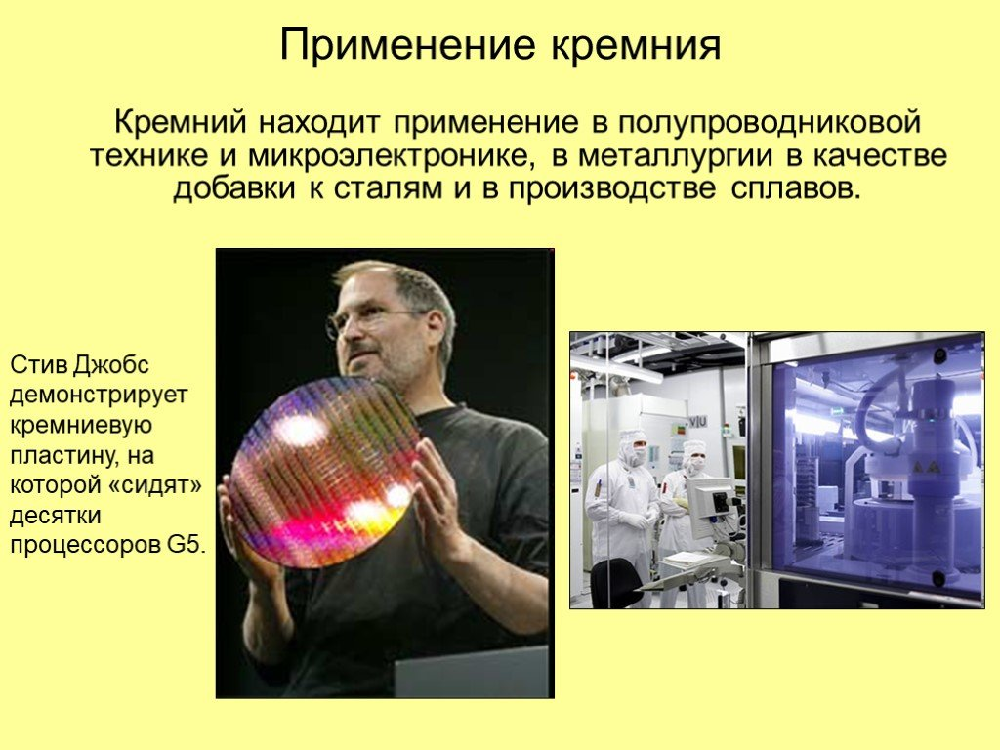 Применение кремния
Кремний находит применение в полупроводниковой
технике и микроэлектронике, в металлургии в качестве
добавки к сталям и в производстве сплавов.
Стив Джобс
демонстрирует
кремниевую
пластину, на
которой «сидят»
десятки
процессоров G5.